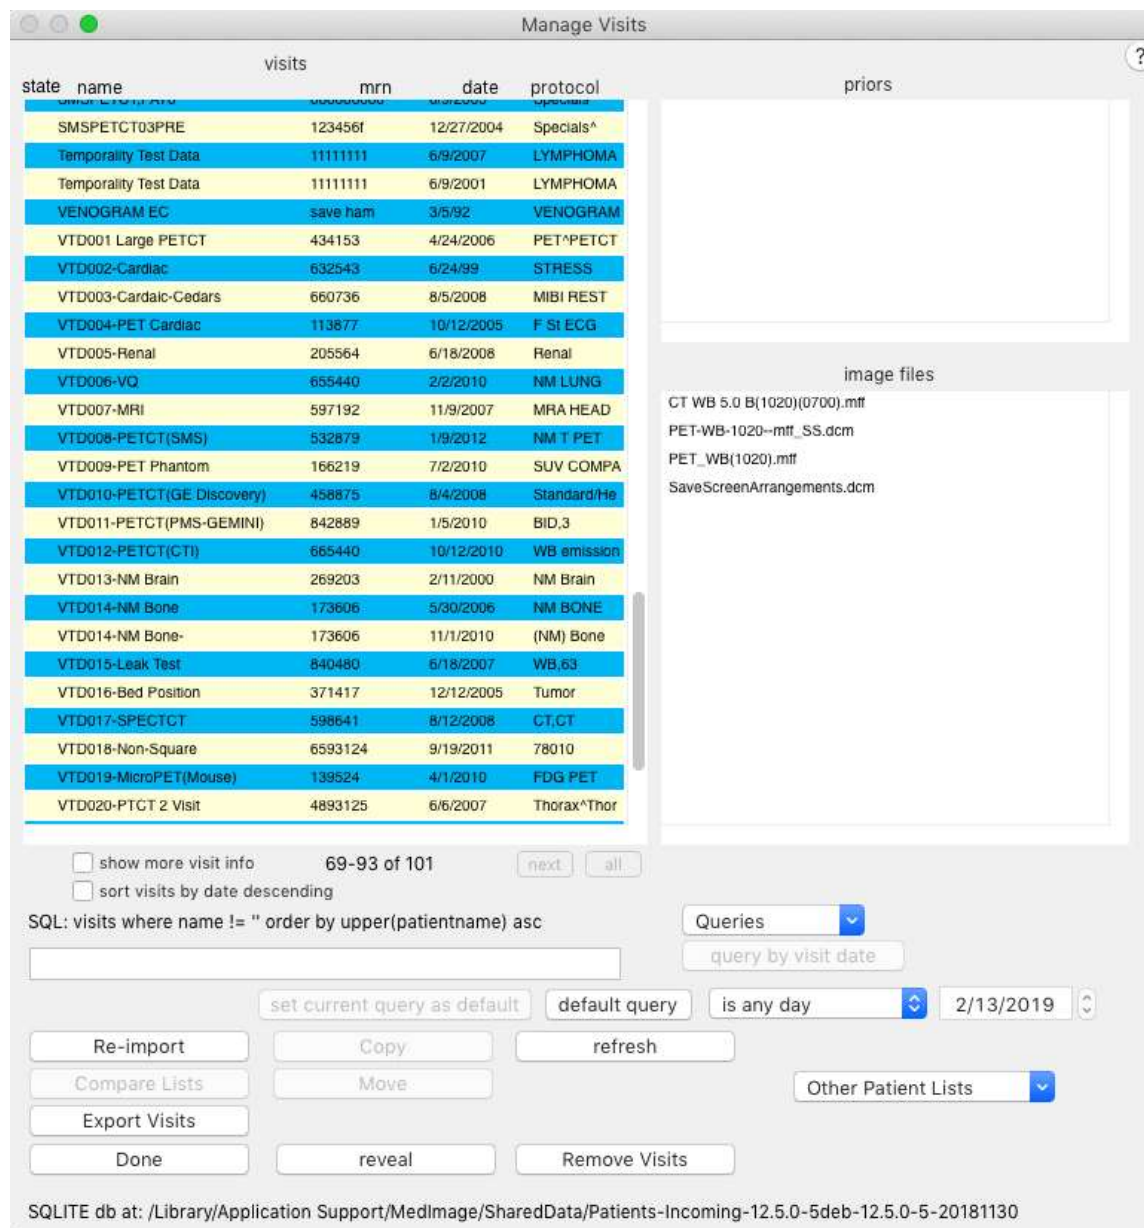 Manage Visits
?
visits
state name mrn date protocol
priors
SMSPETCT03PRE 123456f 12/27/2004 Specials^
Temporality Test Data 11111111 6/9/2007 LYMPHOMA
Temporality Test Data 11111111 6/9/2001 LYMPHOMA
VENOGRAM EC save ham 3/5/92 VENOGRAM
VTD001 Large PETCT 434153 4/24/2006 PET^PETCT
VTD002-Cardiac 632543 6/24/99 STRESS
VTD003-Cardaic-Cedars 660736 8/5/2008 MIBI REST
VTD004-PET Cardiac 113877 10/12/2005 F St ECG
VTD005-Renal 205564 6/18/2008 Renal
VTD006-VQ 655440 2/2/2010 NM LUNG
VTD007-MRI 597192 11/9/2007 MRA HEAD
VTD008-PETCT(SMS) 532879 1/9/2012 NM T PET
VTD009-PET Phantom 166219 7/2/2010 SUV COMPA
VTD010-PETCT(GE Discovery) 458875 8/4/2008 Standard/He
VTD011-PETCT(PMS-GEMINI) 842889 1/5/2010 BID,3
VTD012-PETCT(CTI) 665440 10/12/2010 WB emission
VTD013-NM Brain 269203 2/11/2000 NM Brain
VTD014-NM Bone 173606 5/30/2006 NM BONE
VTD014-NM Bone- 173606 11/1/2010 (NM) Bone
VTD015-Leak Test 840480 6/18/2007 WB,63
VTD016-Bed Position 371417 12/12/2005 Tumor
VTD017-SPECTCT 598641 8/12/2008 CT,CT
VTD018-Non-Square 6593124 9/19/2011 78010
VTD019-MicroPET(Mouse) 139524 4/1/2010 FDG PET
VTD020-PTCT 2 Visit 4893125 6/6/2007 Thorax^Thor
image files
CT WB 5.0 B(1020)(0700).mff
PET-WB-1020--mff_SS.dcm
PET_WB(1020).mff
SaveScreenArrangements.dcm
show more visit info 69-93 of 101 next all
sort visits by date descending
SQL: visits where name != '' order by upper(patientname) asc
Queries
query by visit date
set current query as default default query is any day 2/13/2019
Re-import Copy refresh
Compare Lists Move Other Patient Lists
Export Visits
Done reveal Remove Visits
SQLITE db at: /Library/Application Support/MedImage/SharedData/Patients-Incoming-12.5.0-5deb-12.5.0-5-20181130